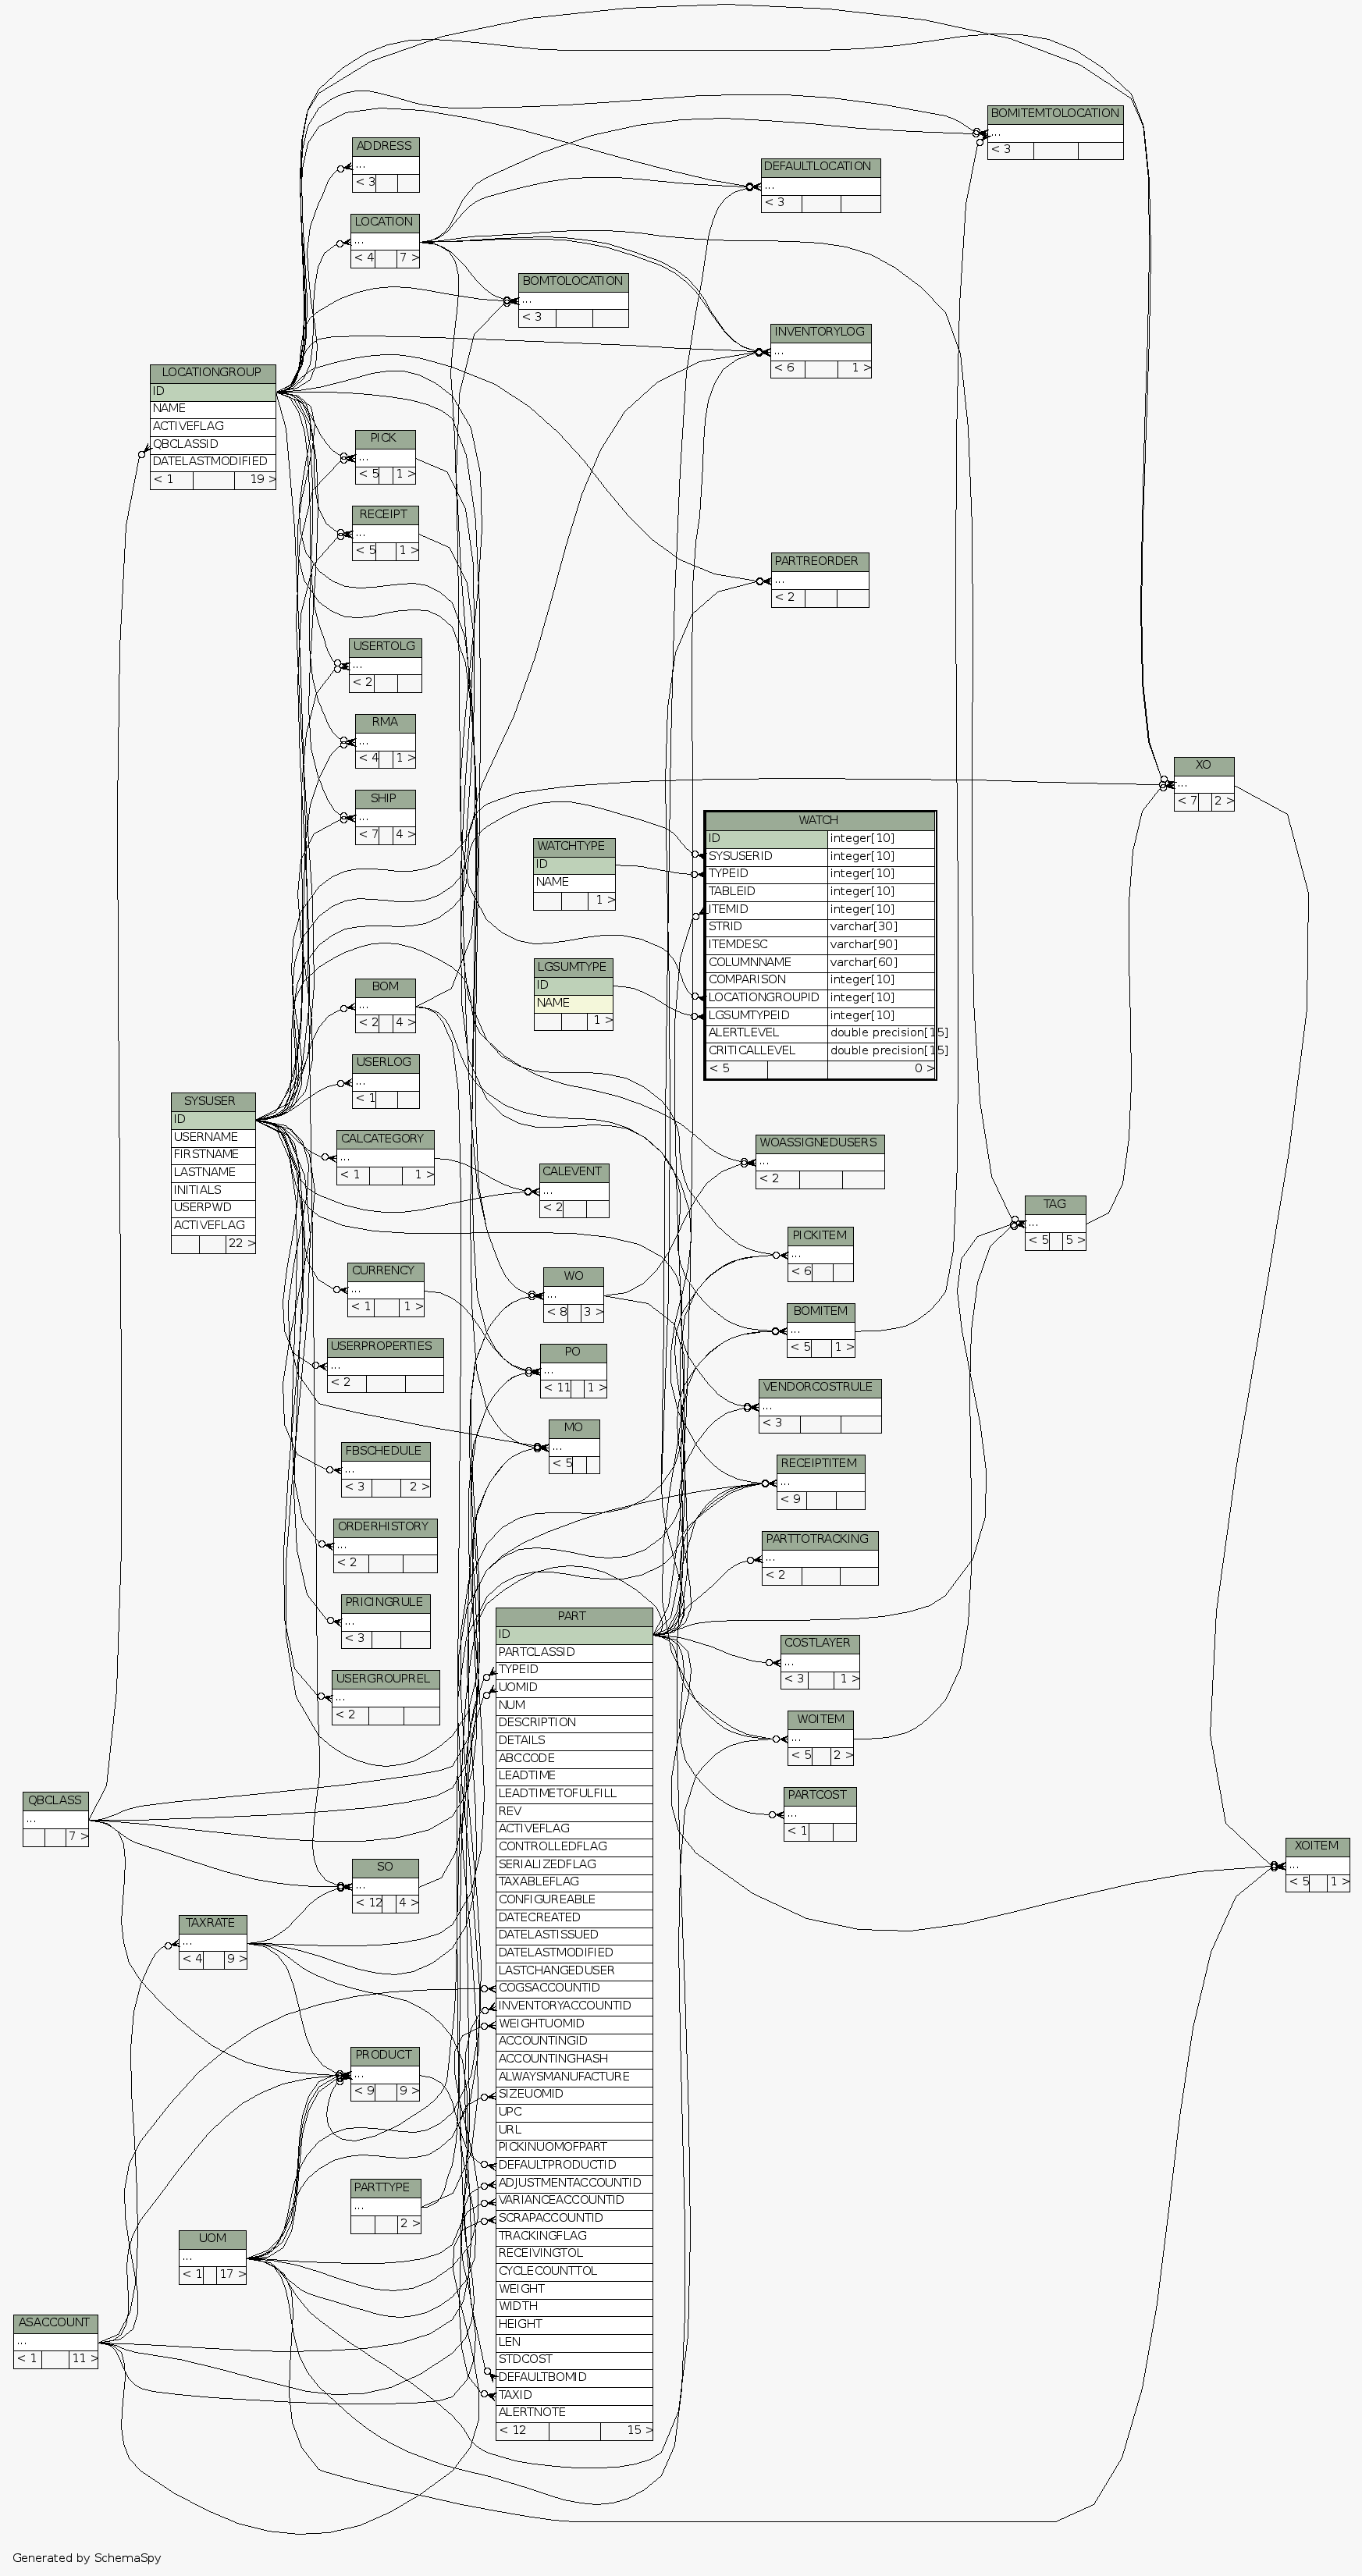 BOMITEMTOLOCATION
...
< 3
ADDRESS
...
< 3
DEFAULTLOCATION
...
< 3
LOCATION
...
< 4 7 >
BOMTOLOCATION
...
< 3
INVENTORYLOG
...
< 6 1 >
LOCATIONGROUP
ID
NAME
ACTIVEFLAG
QBCLASSID
DATELASTMODIFIED
< 1 19 >
PICK
...
< 5 1 >
RECEIPT
...
< 5 1 >
PARTREORDER
...
< 2
USERTOLG
...
< 2
RMA
...
< 4 1 >
XO
...
< 7 2 >
SHIP
...
< 7 4 >
WATCHTYPE
ID
NAME
1 >
WATCH
ID integer[10]
SYSUSERID integer[10]
TYPEID integer[10]
TABLEID integer[10]
ITEMID integer[10]
STRID varchar[30]
ITEMDESC varchar[90]
COLUMNNAME varchar[60]
COMPARISON integer[10]
LOCATIONGROUPID integer[10]
LGSUMTYPEID integer[10]
ALERTLEVEL double precision[15]
CRITICALLEVEL double precision[15]
< 5 0 >
LGSUMTYPE
ID
NAME
1 >
BOM
...
< 2 4 >
USERLOG
...
< 1
SYSUSER
ID
USERNAME
FIRSTNAME
LASTNAME
INITIALS
USERPWD
ACTIVEFLAG
22 >
CALCATEGORY
...
< 1 1 >
CALEVENT
...
< 2
WOASSIGNEDUSERS
...
< 2
TAG
...
< 5 5 >
PICKITEM
...
< 6
CURRENCY
...
< 1 1 >
WO
...
< 8 3 >
BOMITEM
...
< 5 1 >
USERPROPERTIES
...
< 2
PO
...
< 11 1 >
VENDORCOSTRULE
...
< 3
MO
...
< 5
FBSCHEDULE
...
< 3 2 >
RECEIPTITEM
...
< 9
ORDERHISTORY
...
< 2
PARTTOTRACKING
...
< 2
PRICINGRULE
...
< 3
COSTLAYER
...
< 3 1 >
USERGROUPREL
...
< 2
WOITEM
...
< 5 2 >
PARTCOST
...
< 1
PART
ID
PARTCLASSID
TYPEID
UOMID
NUM
DESCRIPTION
DETAILS
ABCCODE
LEADTIME
LEADTIMETOFULFILL
REV
ACTIVEFLAG
CONTROLLEDFLAG
SERIALIZEDFLAG
TAXABLEFLAG
CONFIGUREABLE
DATECREATED
DATELASTISSUED
DATELASTMODIFIED
LASTCHANGEDUSER
COGSACCOUNTID
INVENTORYACCOUNTID
WEIGHTUOMID
ACCOUNTINGID
ACCOUNTINGHASH
ALWAYSMANUFACTURE
SIZEUOMID
UPC
URL
PICKINUOMOFPART
DEFAULTPRODUCTID
ADJUSTMENTACCOUNTID
VARIANCEACCOUNTID
SCRAPACCOUNTID
TRACKINGFLAG
RECEIVINGTOL
CYCLECOUNTTOL
WEIGHT
WIDTH
HEIGHT
LEN
STDCOST
DEFAULTBOMID
TAXID
ALERTNOTE
< 12 15 >
QBCLASS
...
7 >
XOITEM
...
< 5 1 >
SO
...
< 12 4 >
TAXRATE
...
< 4 9 >
PRODUCT
...
< 9 9 >
PARTTYPE
...
2 >
UOM
...
< 1 17 >
ASACCOUNT
...
< 1 11 >
Generated by SchemaSpy